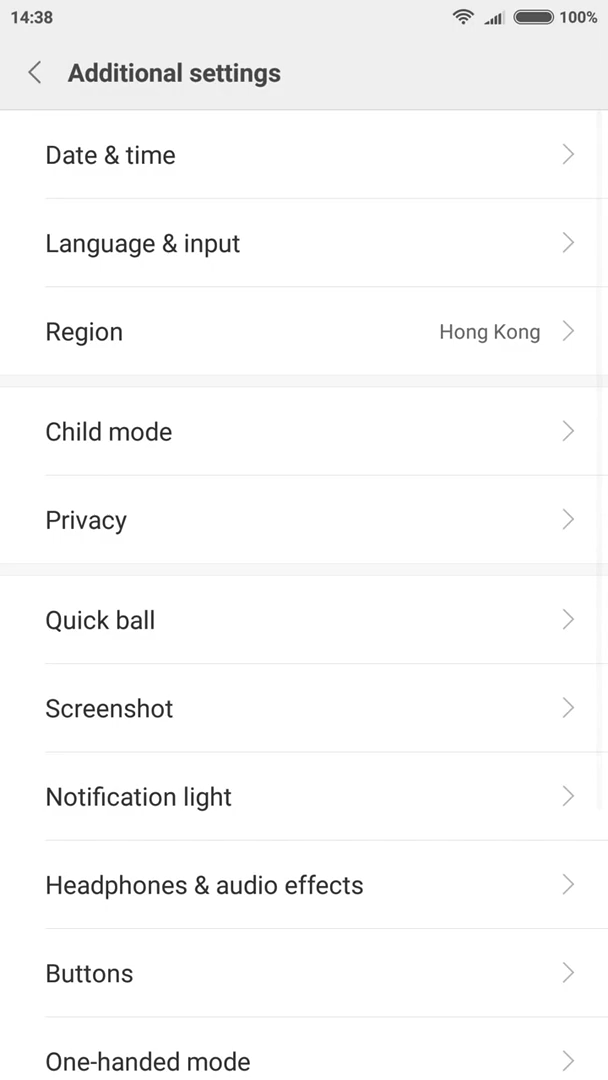 14:38 100%
Additional settings
Date & time
Language & input
Region Hong Kong
Child mode
Privacy
Quick ball
Screenshot
Notification light
Headphones & audio effects
Buttons
One-handed mode